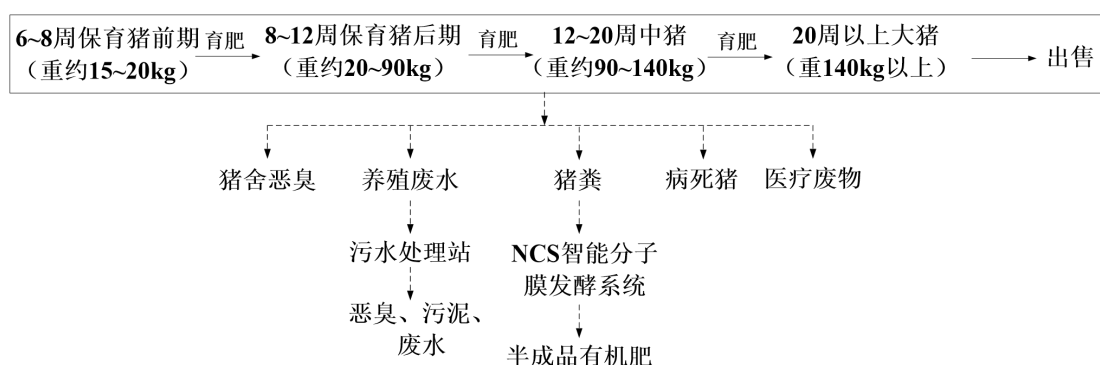 6~8周保育猪前期
（重约15~20kg）
育肥
8~12周保育猪后期
（重约20~90kg）
育肥
12~20周中猪
（重约90~140kg）
育肥
20周以上大猪
（重140kg以上）
出售
猪舍恶臭
养殖废水
猪粪
病死猪
医疗废物
污水处理站
NCS智能分子
膜发酵系统
恶臭、污泥、
废水
半成品有机肥